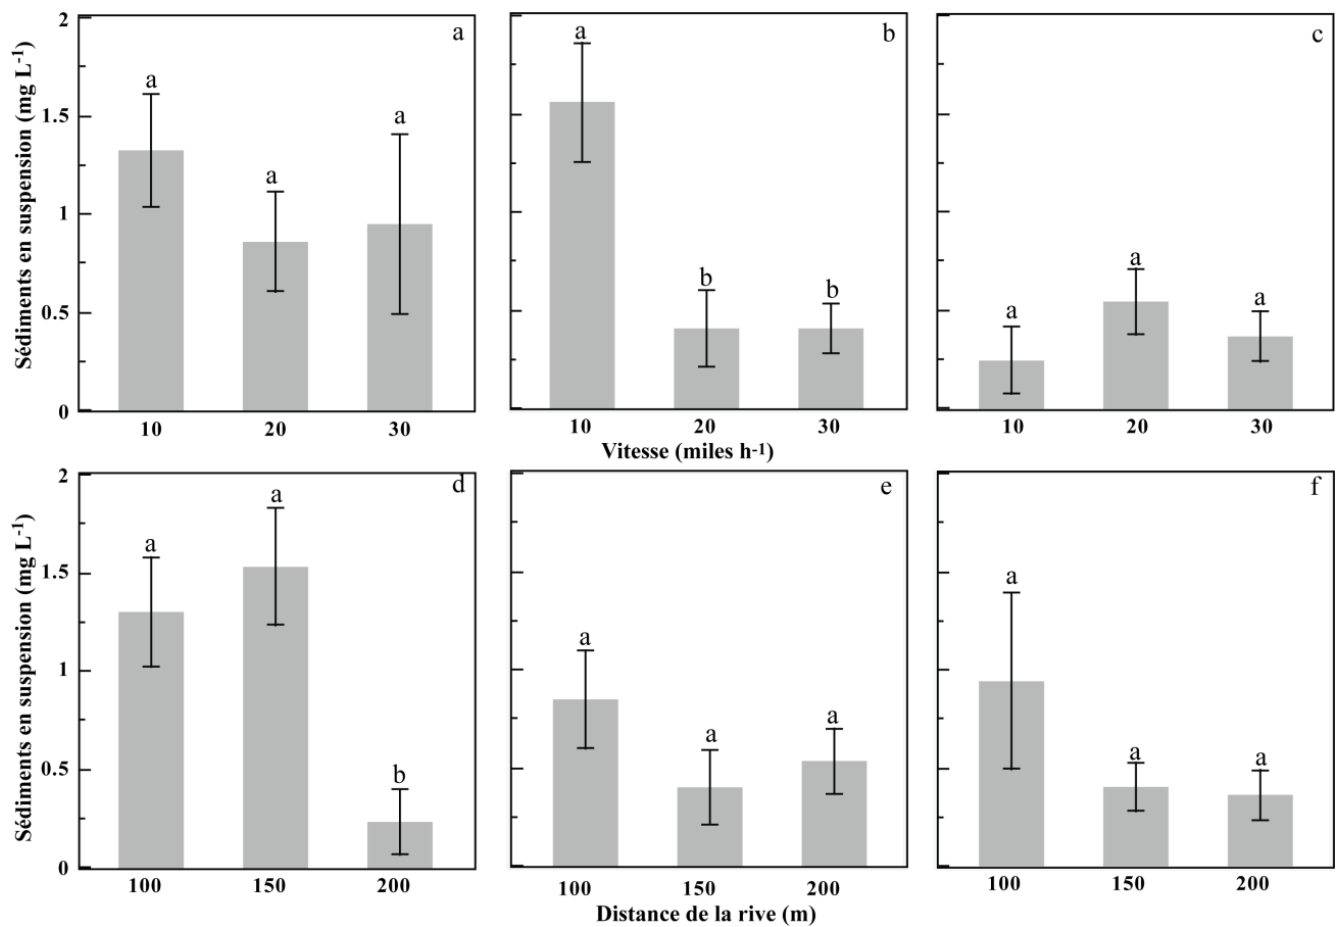 Sédiments en suspension (mg L-1)
2
1.5
1
0.5
0
a
a
a
a
10
20
30
b
a
b
b
10
20
30
c
a
a
a
10
20
30
Vitesse (miles h-1)
Sédiments en suspension (mg L-1)
2
1.5
1
0.5
0
d
a
a
b
100
150
200
e
a
a
a
100
150
200
f
a
a
a
100
150
200
Distance de la rive (m)